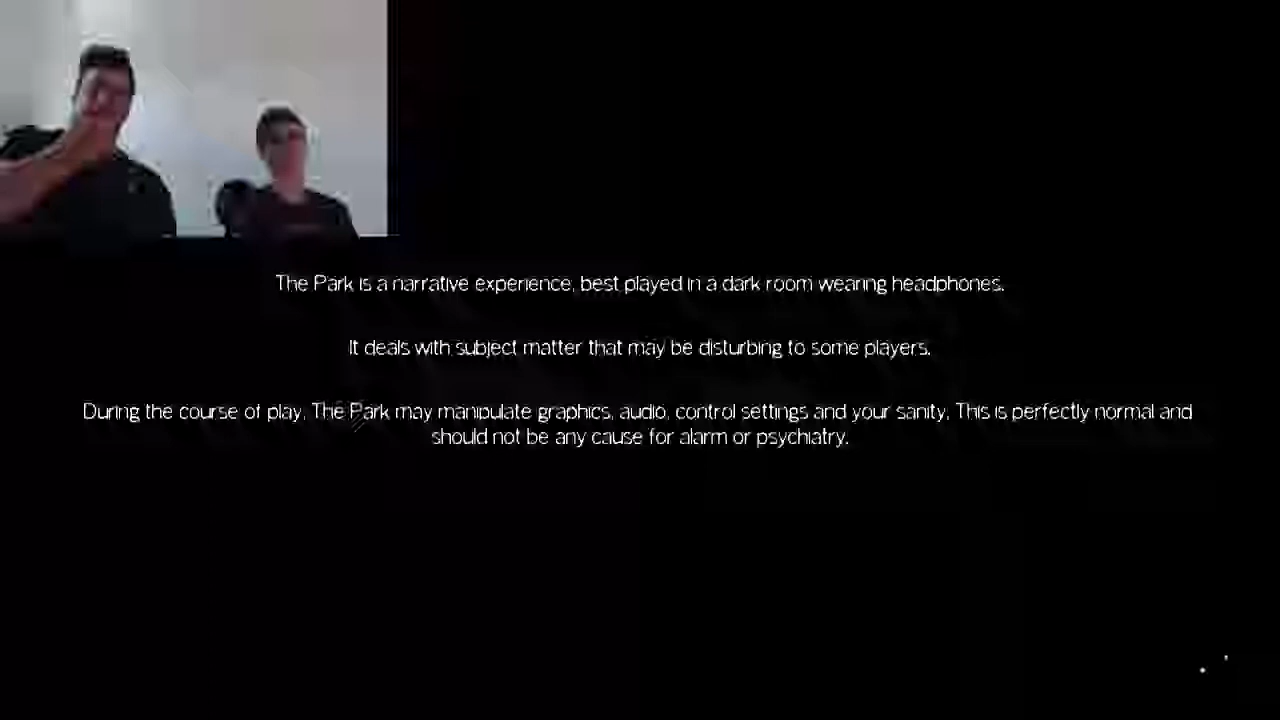 The Park is a narrative experience, best played in a dark room wearing headphones.
It deals with subject matter that may be disturbing to some players.
During the course of play, The Park may manipulate graphics, audio, control settings and your sanity. This is perfectly normal and
should not be any cause for alarm or psychiatry.